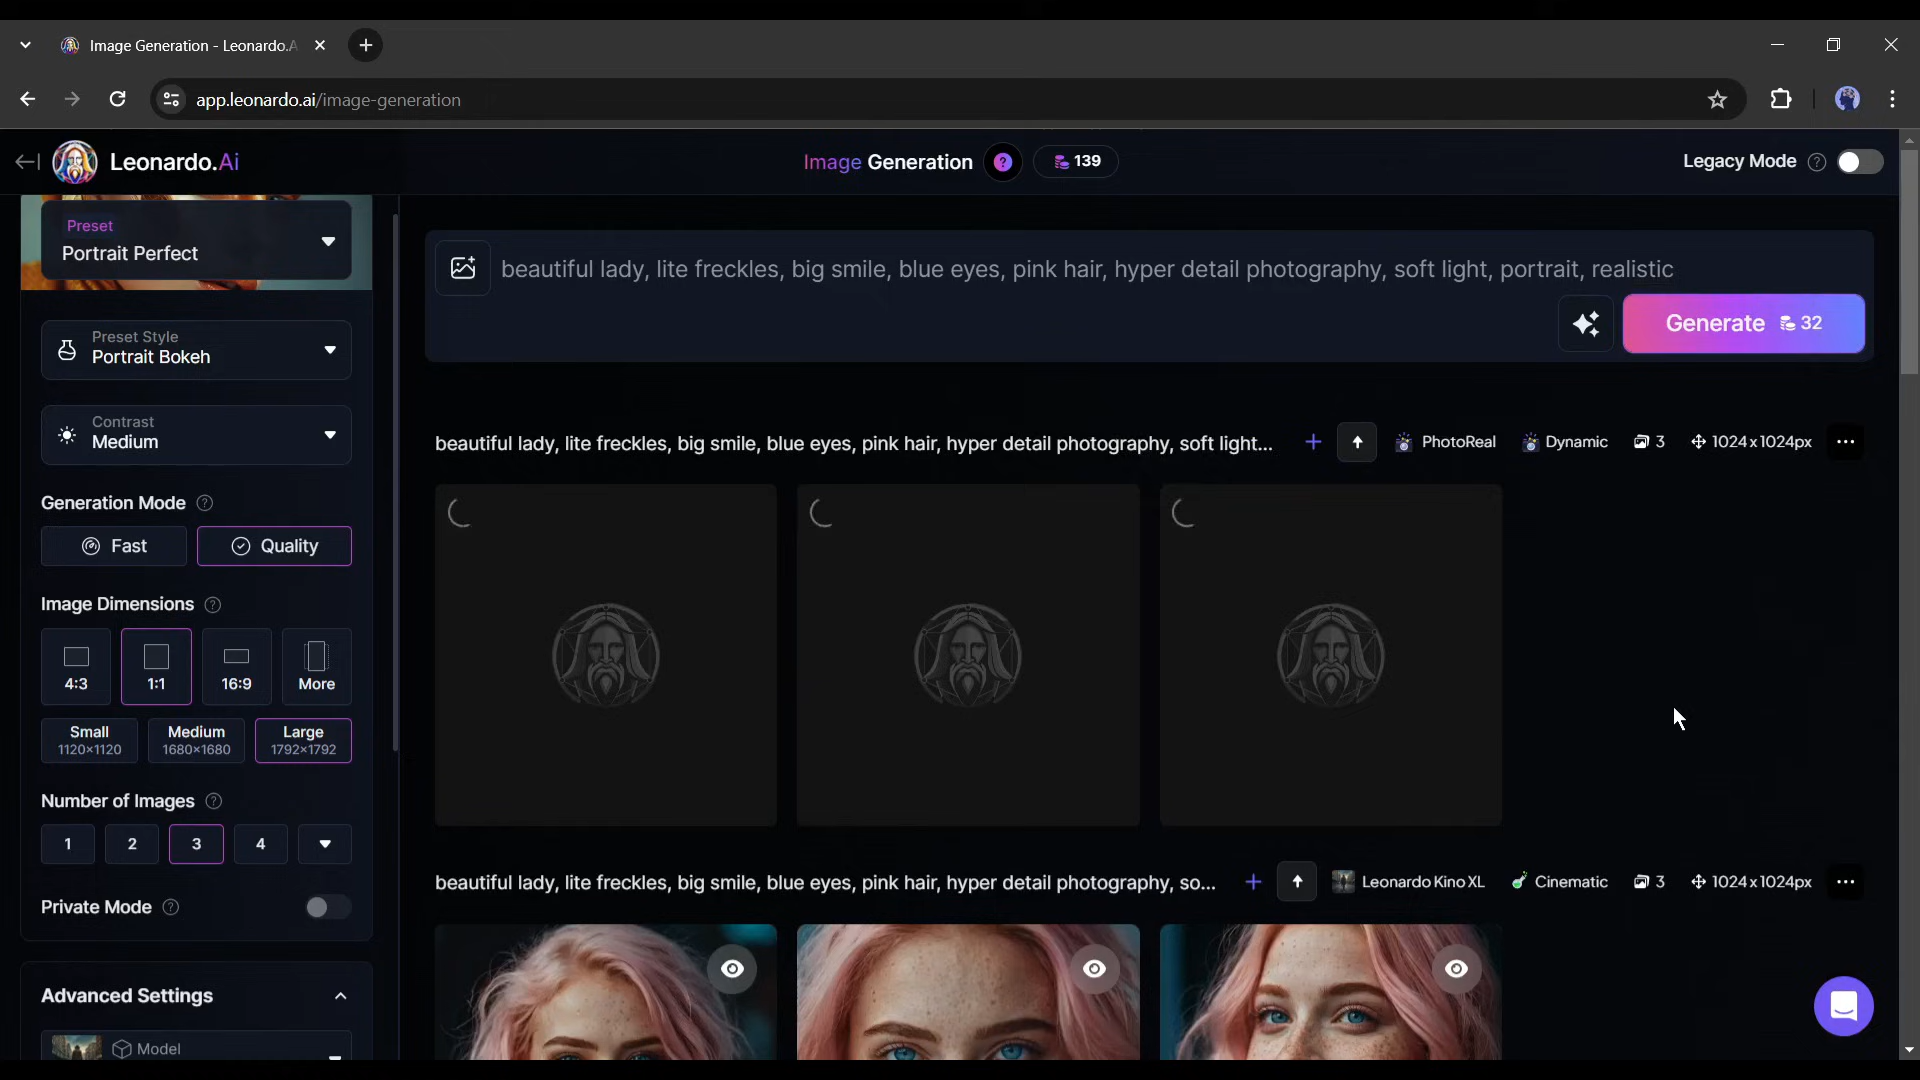 Image Generation - Leonardo.A
app.leonardo.ai/image-generation
Leonardo.Ai
Image Generation ? 139
Legacy Mode ?
Preset
Portrait Perfect
Preset Style
Portrait Bokeh
Contrast
Medium
Generation Mode ?
Fast Quality
Image Dimensions ?
4:3 1:1 16:9 More
Small Medium Large
1120×1120 1680×1680 1792×1792
Number of Images ?
1 2 3 4
Private Mode ?
Advanced Settings
Model
beautiful lady, lite freckles, big smile, blue eyes, pink hair, hyper detail photography, soft light, portrait, realistic
Generate 32
beautiful lady, lite freckles, big smile, blue eyes, pink hair, hyper detail photography, soft light... PhotoReal Dynamic 3 1024 x 1024px
beautiful lady, lite freckles, big smile, blue eyes, pink hair, hyper detail photography, so... Leonardo Kino XL Cinematic 3 1024 x 1024px